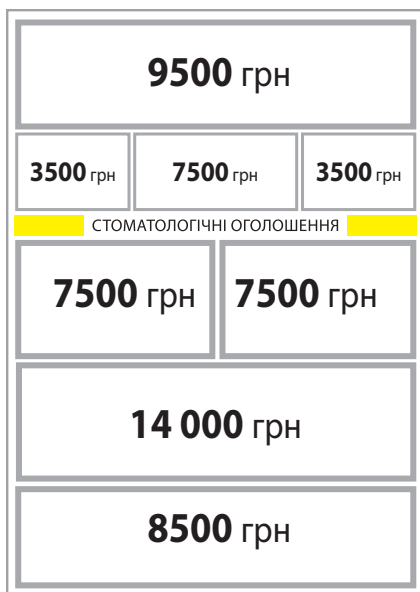 9500 грн
3500 грн 7500 грн 3500 грн
СТОМАТОЛОГІЧНІ ОГОЛОШЕННЯ
7500 грн 7500 грн
14 000 грн
8500 грн